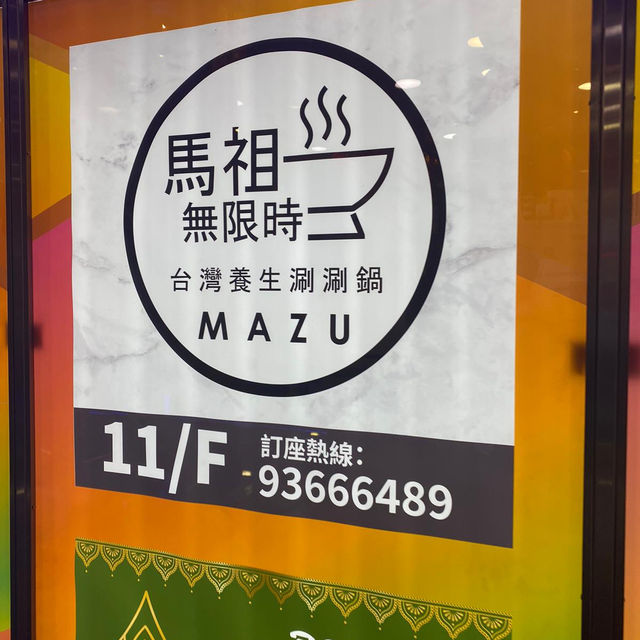 馬祖
無限時
台灣養生涮涮鍋
MAZU
11/F
訂座熱線:
93666489